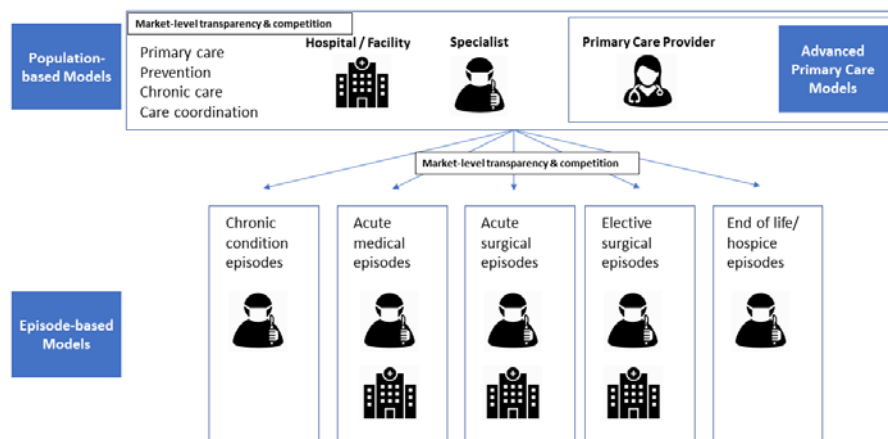 Market-level transparency & competition
Population-
based Models
Primary care
Prevention
Chronic care
Care coordination
Hospital / Facility
Specialist
Primary Care Provider
Advanced
Primary Care
Models
Market-level transparency & competition
Episode-based
Models
Chronic
condition
episodes
Acute
medical
episodes
Acute
surgical
episodes
Elective
surgical
episodes
End of life/
hospice
episodes